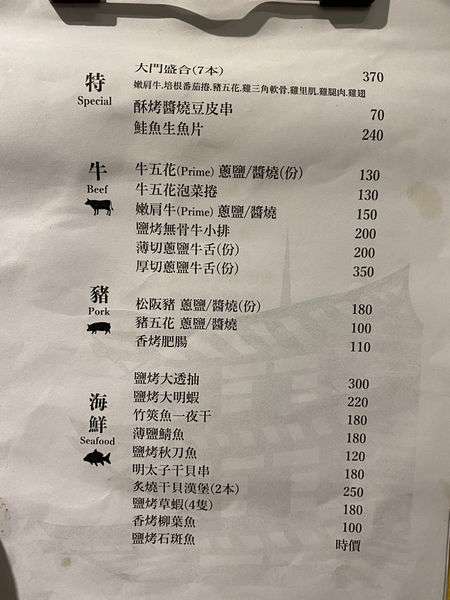 特
Special
大門盛合(7本) 370
嫩肩牛.培根番茄捲.豬五花.雞三角軟骨.雞里肌.雞腿肉.雞翅
酥烤醬燒豆皮串 70
鮭魚生魚片 240
牛
Beef
牛五花(Prime) 蔥鹽/醬燒(份) 130
牛五花泡菜捲 130
嫩肩牛(Prime) 蔥鹽/醬燒 150
鹽烤無骨牛小排 200
薄切蔥鹽牛舌(份) 200
厚切蔥鹽牛舌(份) 350
豬
Pork
松阪豬 蔥鹽/醬燒(份) 180
豬五花 蔥鹽/醬燒 100
香烤肥腸 110
海鮮
Seafood
鹽烤大透抽 300
鹽烤大明蝦 220
竹筴魚一夜干 180
薄鹽鯖魚 180
鹽烤秋刀魚 120
明太子干貝串 180
炙燒干貝漢堡(2本) 250
鹽烤草蝦(4隻) 180
香烤柳葉魚 100
鹽烤石斑魚 時價